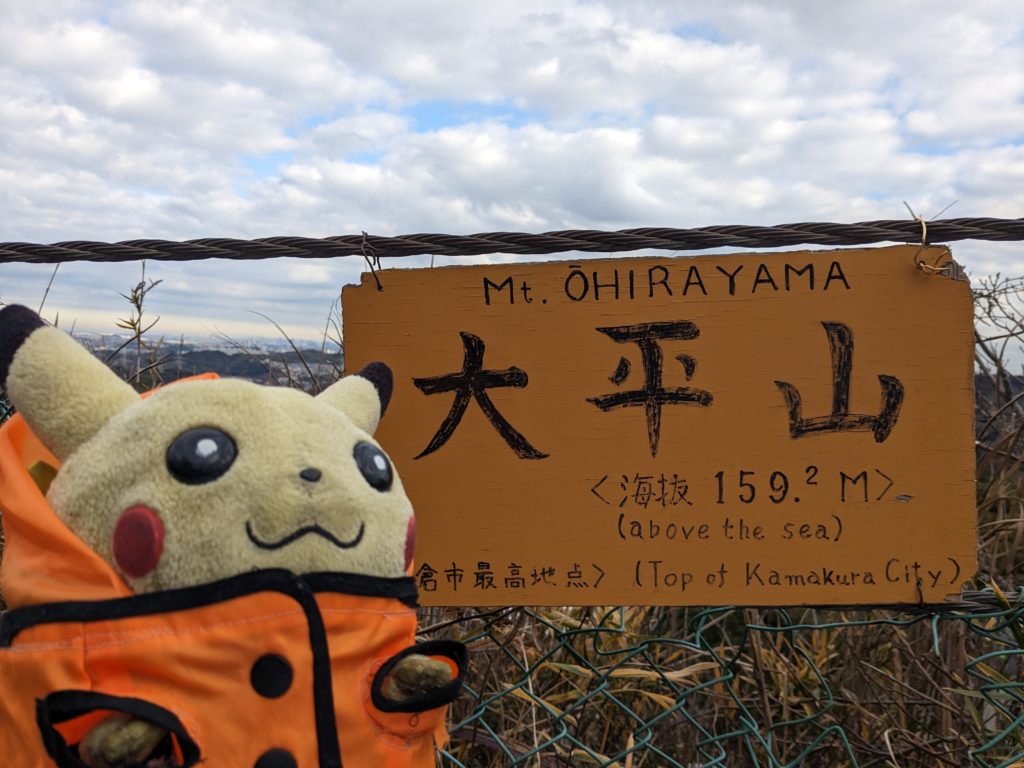 Mt. ŌHIRAYAMA
大平山
<海抜 159.² M>
(above the sea)
倉市最高地点> (Top of Kamakura City)